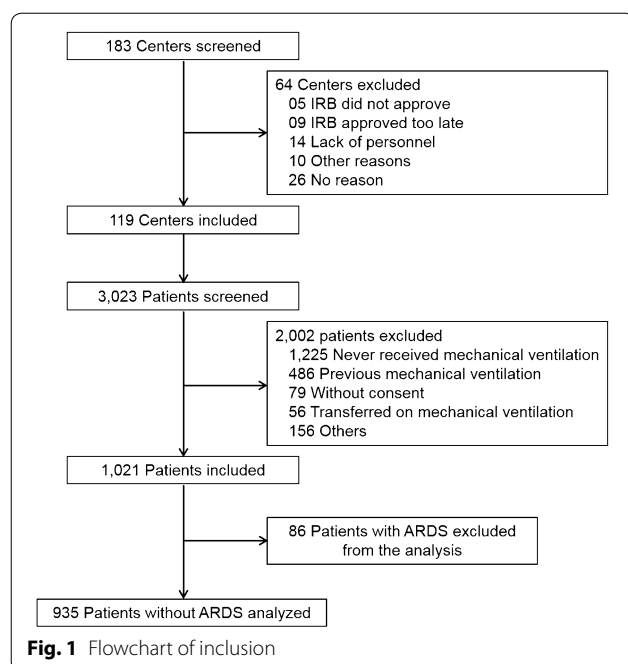 183 Centers screened
64 Centers excluded
05 IRB did not approve
09 IRB approved too late
14 Lack of personnel
10 Other reasons
26 No reason
119 Centers included
3,023 Patients screened
2,002 patients excluded
1,225 Never received mechanical ventilation
486 Previous mechanical ventilation
79 Without consent
56 Transferred on mechanical ventilation
156 Others
1,021 Patients included
86 Patients with ARDS excluded
from the analysis
935 Patients without ARDS analyzed
Fig. 1 Flowchart of inclusion